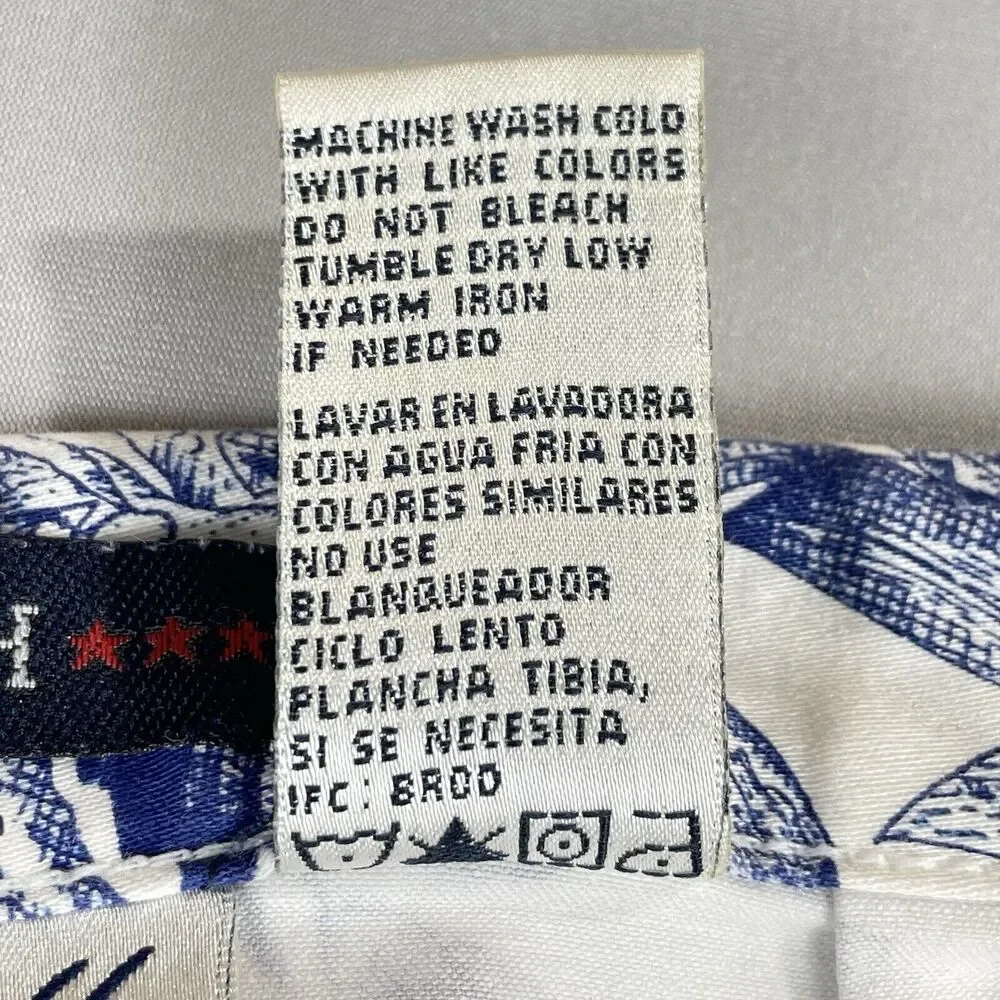 MACHINE WASH COLD
WITH LIKE COLORS
DO NOT BLEACH
TUMBLE DRY LOW
WARM IRON
IF NEEDED
LAVAR EN LAVADORA
CON AGUA FRIA CON
COLORES SIMILARES
NO USE
BLANQUEADOR
CICLO LENTO
PLANCHA TIBIA,
SI SE NECESITA
IFC: BROD
H